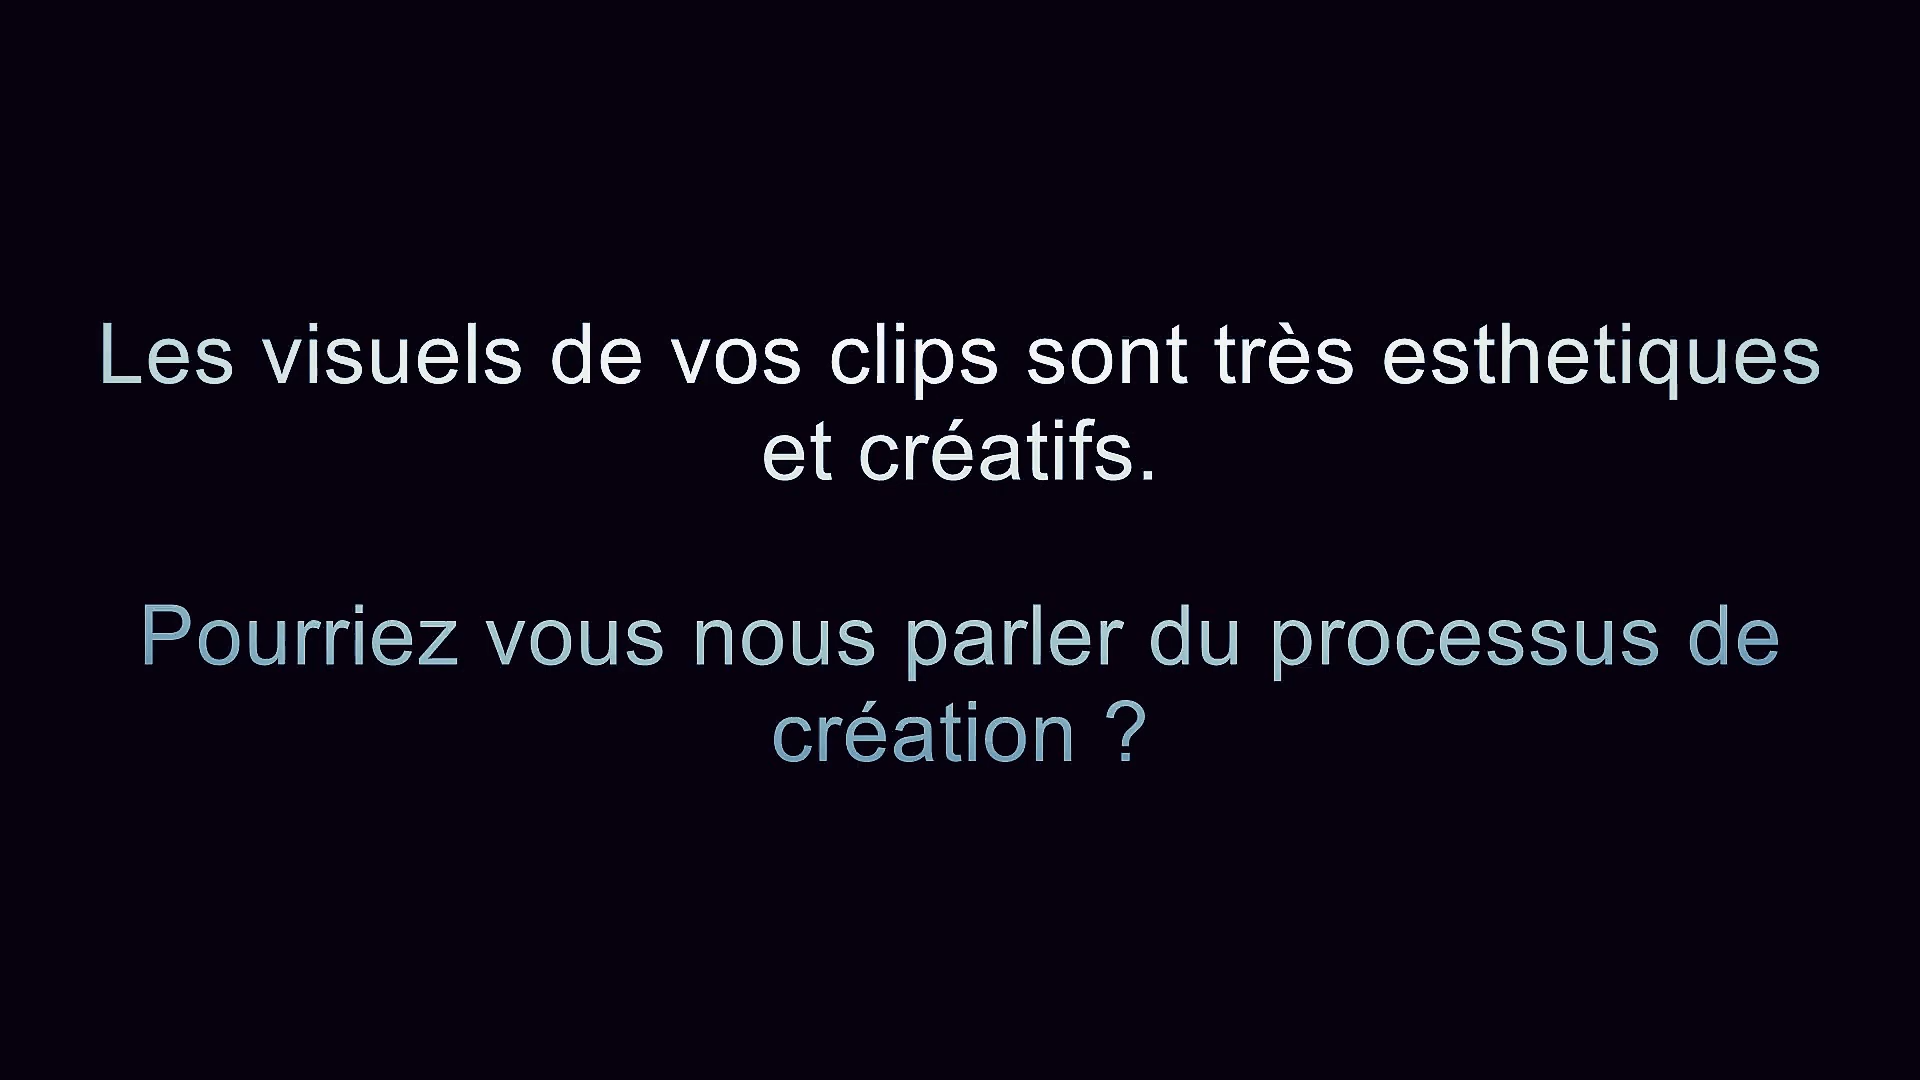 Les visuels de vos clips sont très esthetiques
et créatifs.
Pourriez vous nous parler du processus de
création ?